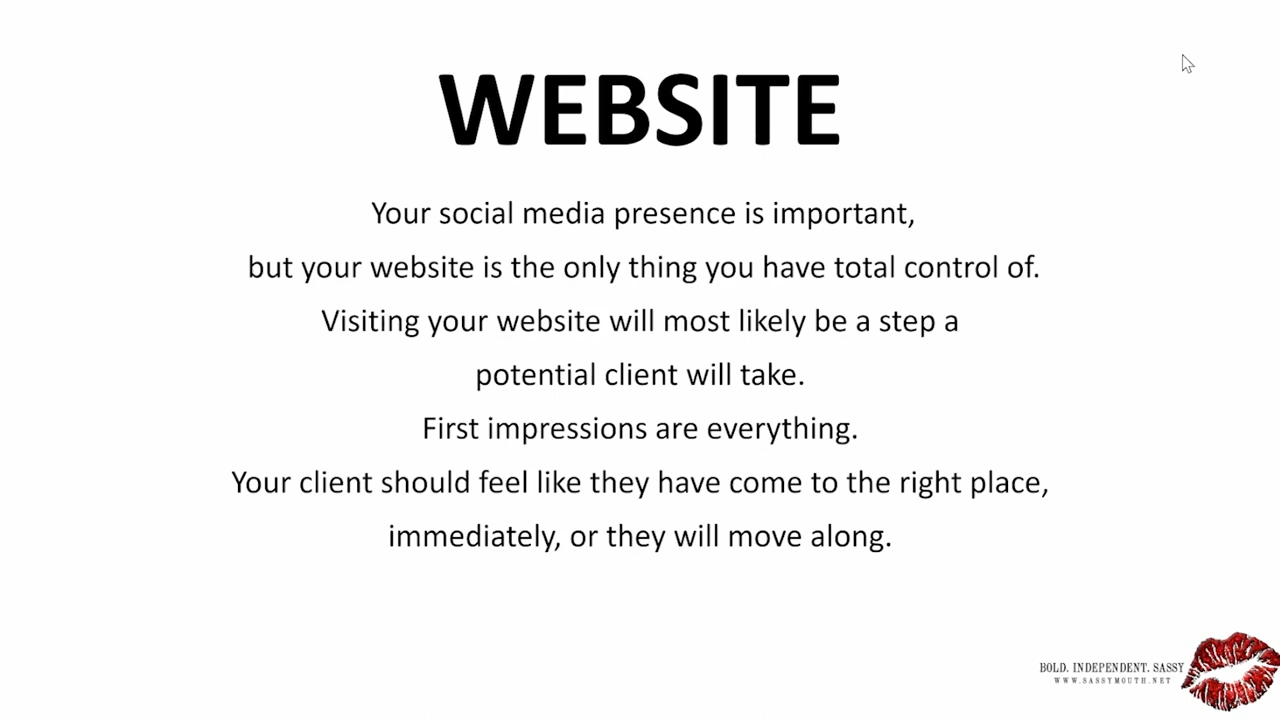 WEBSITE
Your social media presence is important,
but your website is the only thing you have total control of.
Visiting your website will most likely be a step a
potential client will take.
First impressions are everything.
Your client should feel like they have come to the right place,
immediately, or they will move along.
BOLD. INDEPENDENT. SASSY
WWW.SASSYMOUTH.NET